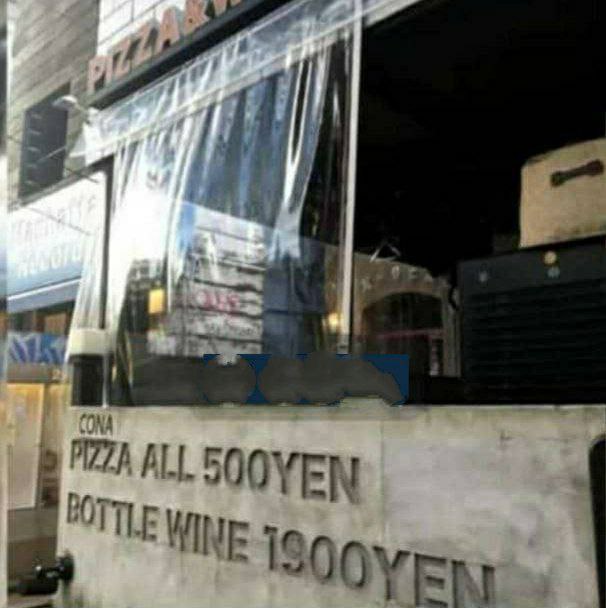 PIZZA&
CONA
PIZZA ALL 500YEN
BOTTLE WINE 1900YEN